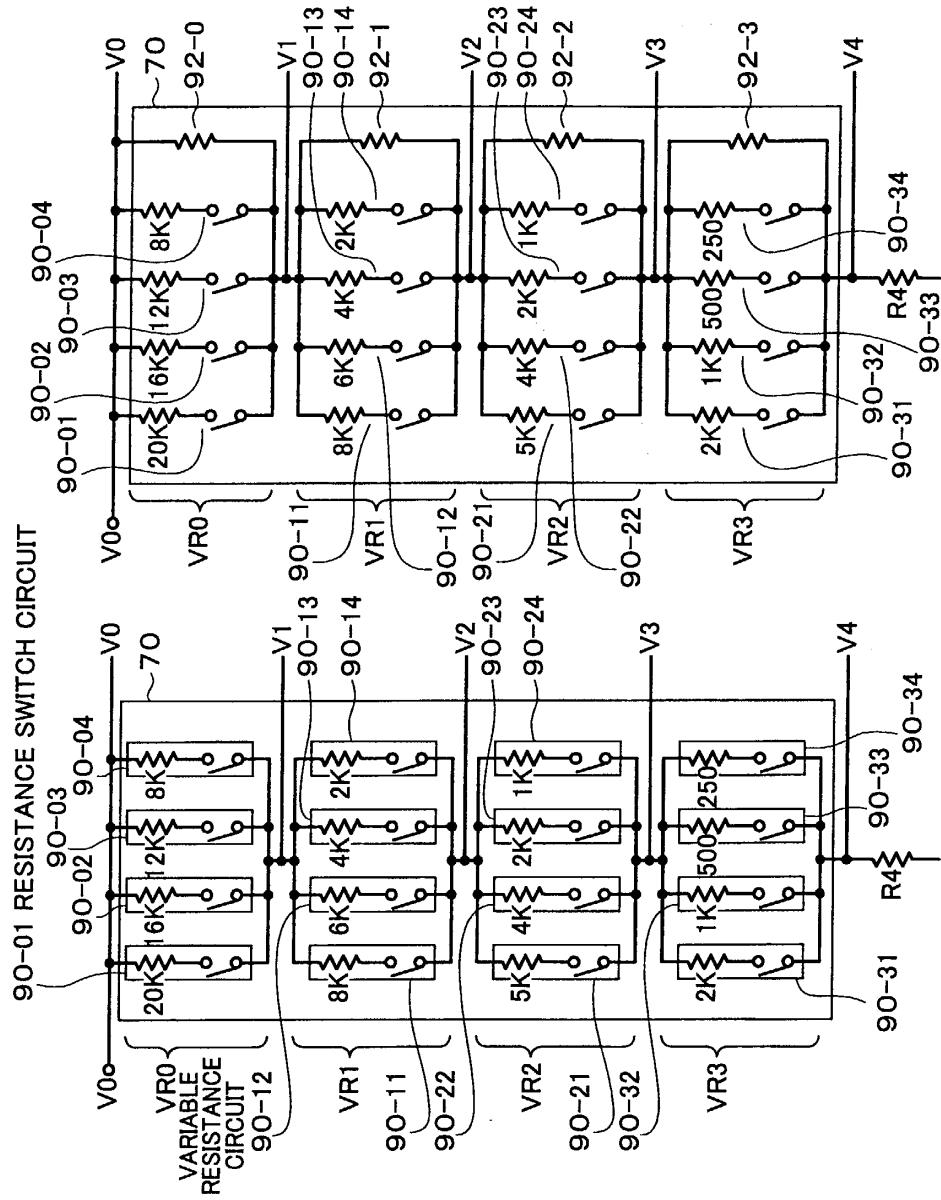 90-01 RESISTANCE SWITCH CIRCUIT
90-02
90-03
90-04
70
V0
V0
20K
16K
12K
8K
VR0
VARIABLE
RESISTANCE
CIRCUIT
90-12
90-13
90-14
V1
8K
6K
4K
2K
VR1
90-11
90-22
90-23
90-24
V2
5K
4K
2K
1K
VR2
90-21
90-32
V3
2K
1K
500
250
VR3
90-31
90-33
90-34
R4
V4
90-01
90-02
90-03
90-04
V0
V0
70
92-0
20K
16K
12K
8K
VR0
V1
90-13
90-14
92-1
8K
6K
4K
2K
VR1
90-11
90-12
V2
90-23
90-24
92-2
5K
4K
2K
1K
VR2
90-21
90-22
V3
92-3
2K
1K
500
250
VR3
90-31
90-32
90-33
90-34
R4
V4